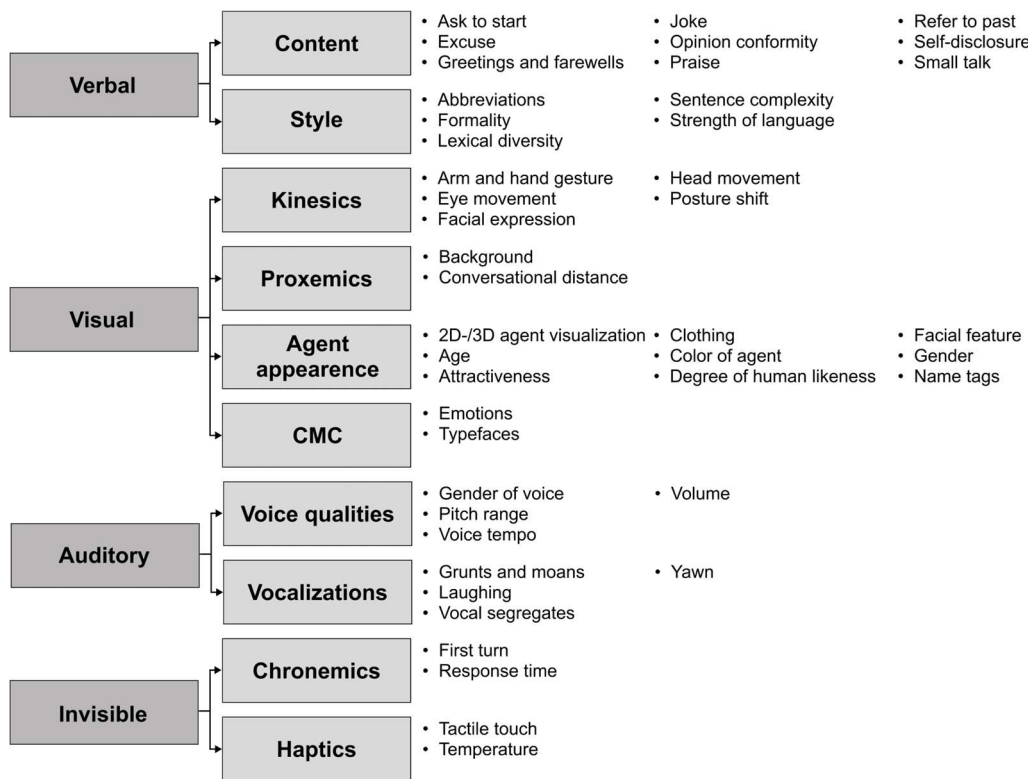 Verbal
Content
• Ask to start
• Excuse
• Greetings and farewells
• Joke
• Opinion conformity
• Praise
• Refer to past
• Self-disclosure
• Small talk
Style
• Abbreviations
• Formality
• Lexical diversity
• Sentence complexity
• Strength of language
Visual
Kinesics
• Arm and hand gesture
• Eye movement
• Facial expression
• Head movement
• Posture shift
Proxemics
• Background
• Conversational distance
Agent
appearence
• 2D-/3D agent visualization
• Age
• Attractiveness
• Clothing
• Color of agent
• Degree of human likeness
• Facial feature
• Gender
• Name tags
CMC
• Emotions
• Typefaces
Auditory
Voice qualities
• Gender of voice
• Pitch range
• Voice tempo
• Volume
Vocalizations
• Grunts and moans
• Laughing
• Vocal segregates
• Yawn
Invisible
Chronemics
• First turn
• Response time
Haptics
• Tactile touch
• Temperature